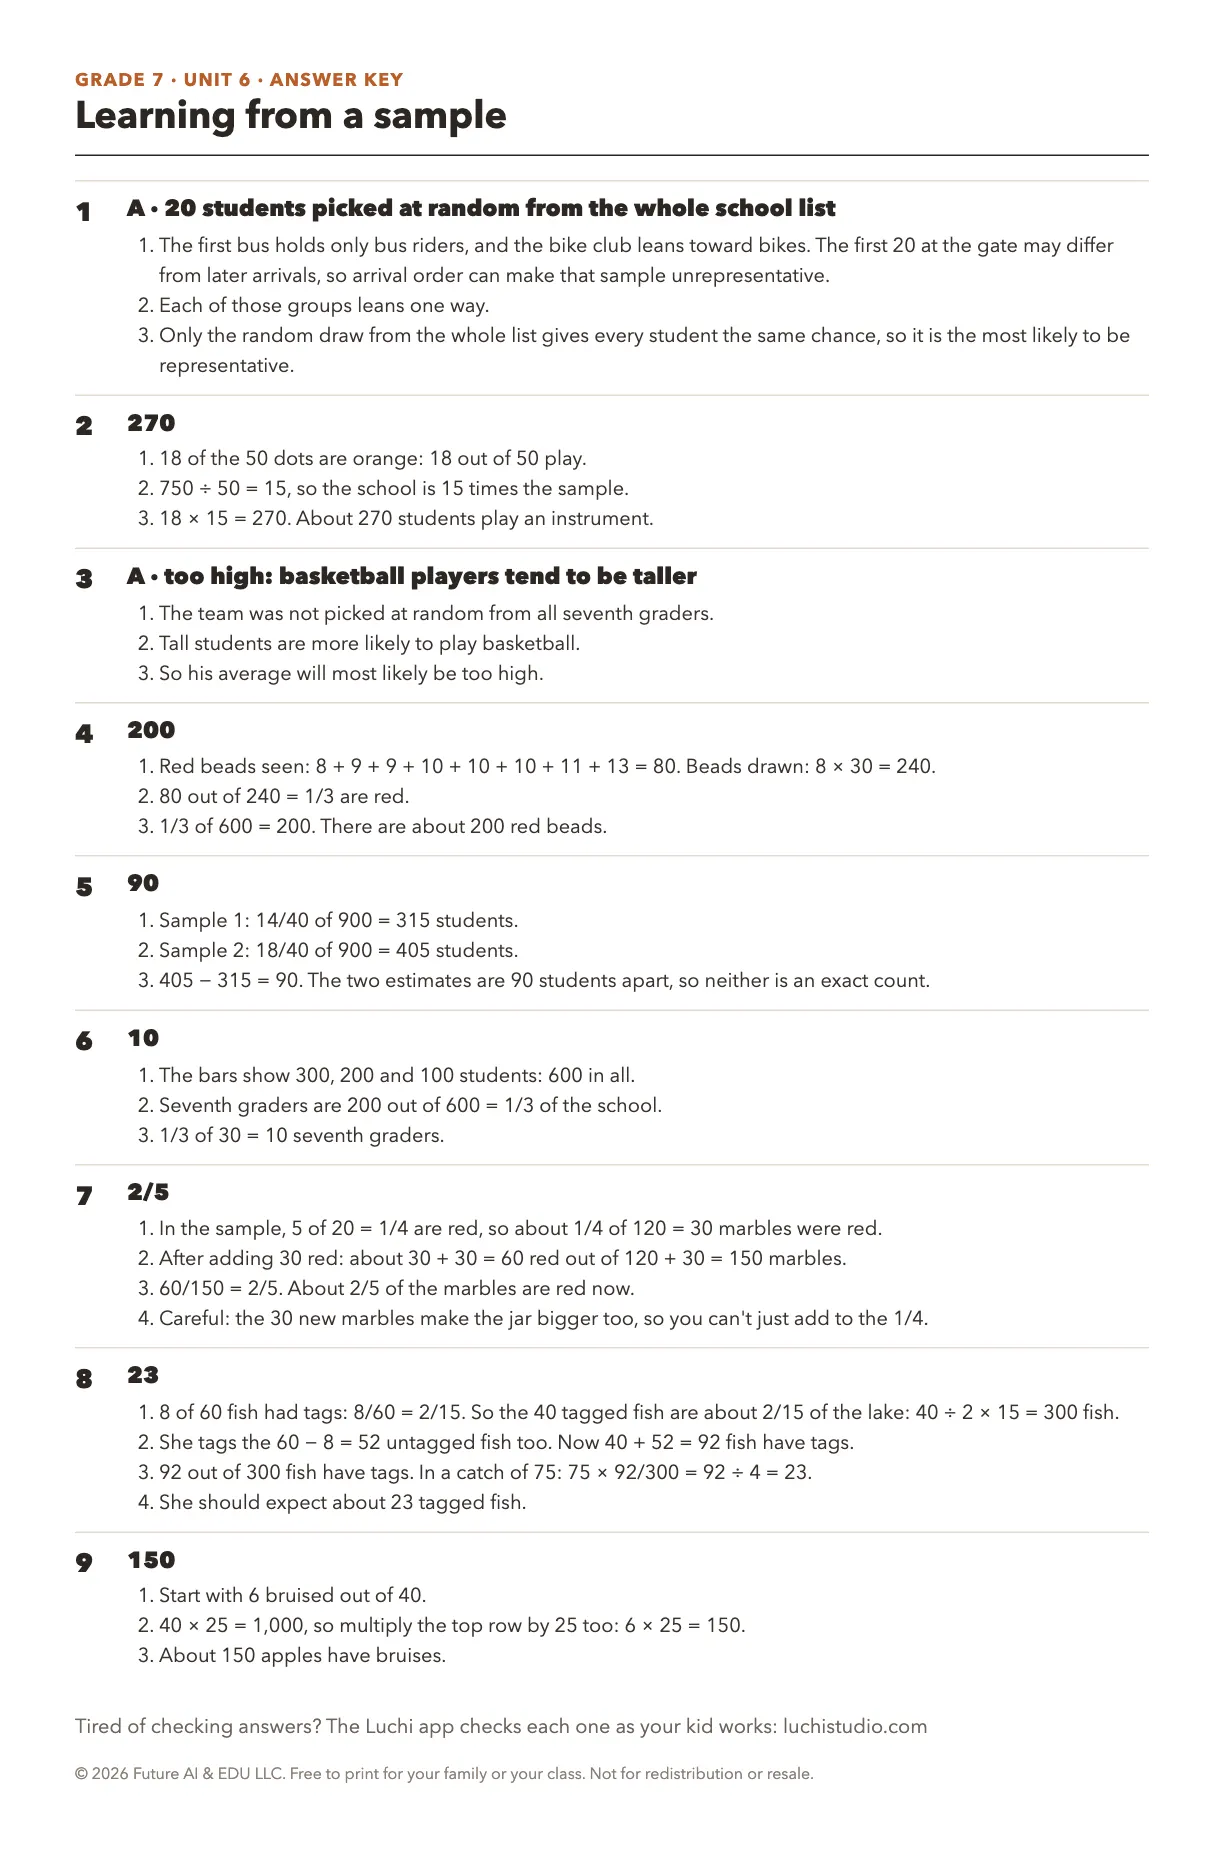 GRADE 7 · UNIT 6 · ANSWER KEY
Learning from a sample
1 A · 20 students picked at random from the whole school list
1. The first bus holds only bus riders, and the bike club leans toward bikes. The first 20 at the gate may differ
from later arrivals, so arrival order can make that sample unrepresentative.
2. Each of those groups leans one way.
3. Only the random draw from the whole list gives every student the same chance, so it is the most likely to be
representative.
2 270
1. 18 of the 50 dots are orange: 18 out of 50 play.
2. 750 ÷ 50 = 15, so the school is 15 times the sample.
3. 18 × 15 = 270. About 270 students play an instrument.
3 A · too high: basketball players tend to be taller
1. The team was not picked at random from all seventh graders.
2. Tall students are more likely to play basketball.
3. So his average will most likely be too high.
4 200
1. Red beads seen: 8 + 9 + 9 + 10 + 10 + 10 + 11 + 13 = 80. Beads drawn: 8 × 30 = 240.
2. 80 out of 240 = 1/3 are red.
3. 1/3 of 600 = 200. There are about 200 red beads.
5 90
1. Sample 1: 14/40 of 900 = 315 students.
2. Sample 2: 18/40 of 900 = 405 students.
3. 405 − 315 = 90. The two estimates are 90 students apart, so neither is an exact count.
6 10
1. The bars show 300, 200 and 100 students: 600 in all.
2. Seventh graders are 200 out of 600 = 1/3 of the school.
3. 1/3 of 30 = 10 seventh graders.
7 2/5
1. In the sample, 5 of 20 = 1/4 are red, so about 1/4 of 120 = 30 marbles were red.
2. After adding 30 red: about 30 + 30 = 60 red out of 120 + 30 = 150 marbles.
3. 60/150 = 2/5. About 2/5 of the marbles are red now.
4. Careful: the 30 new marbles make the jar bigger too, so you can't just add to the 1/4.
8 23
1. 8 of 60 fish had tags: 8/60 = 2/15. So the 40 tagged fish are about 2/15 of the lake: 40 ÷ 2 × 15 = 300 fish.
2. She tags the 60 − 8 = 52 untagged fish too. Now 40 + 52 = 92 fish have tags.
3. 92 out of 300 fish have tags. In a catch of 75: 75 × 92/300 = 92 ÷ 4 = 23.
4. She should expect about 23 tagged fish.
9 150
1. Start with 6 bruised out of 40.
2. 40 × 25 = 1,000, so multiply the top row by 25 too: 6 × 25 = 150.
3. About 150 apples have bruises.
Tired of checking answers? The Luchi app checks each one as your kid works: luchistudio.com
© 2026 Future AI & EDU LLC. Free to print for your family or your class. Not for redistribution or resale.